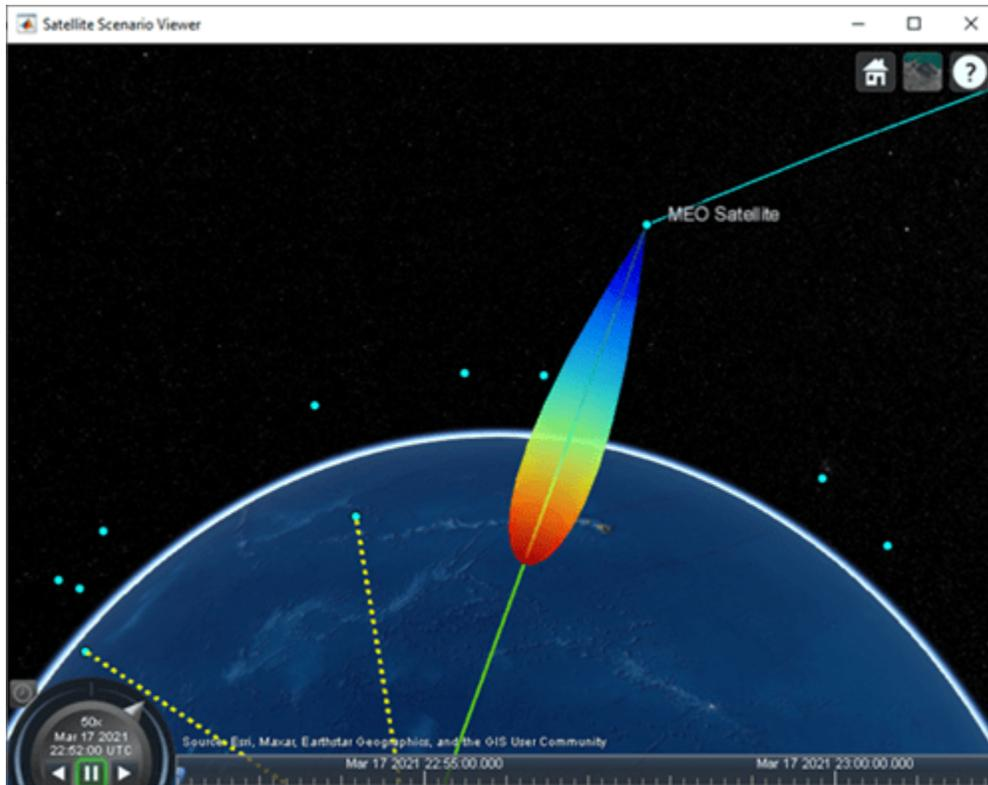 Satellite Scenario Viewer
?
MEO Satellite
50x
Mar 17 2021
22:52:00 UTC
Source: Esri, Maxar, Earthstar Geographics, and the GIS User Community
Mar 17 2021 22:55:00.000
Mar 17 2021 23:00:00.000